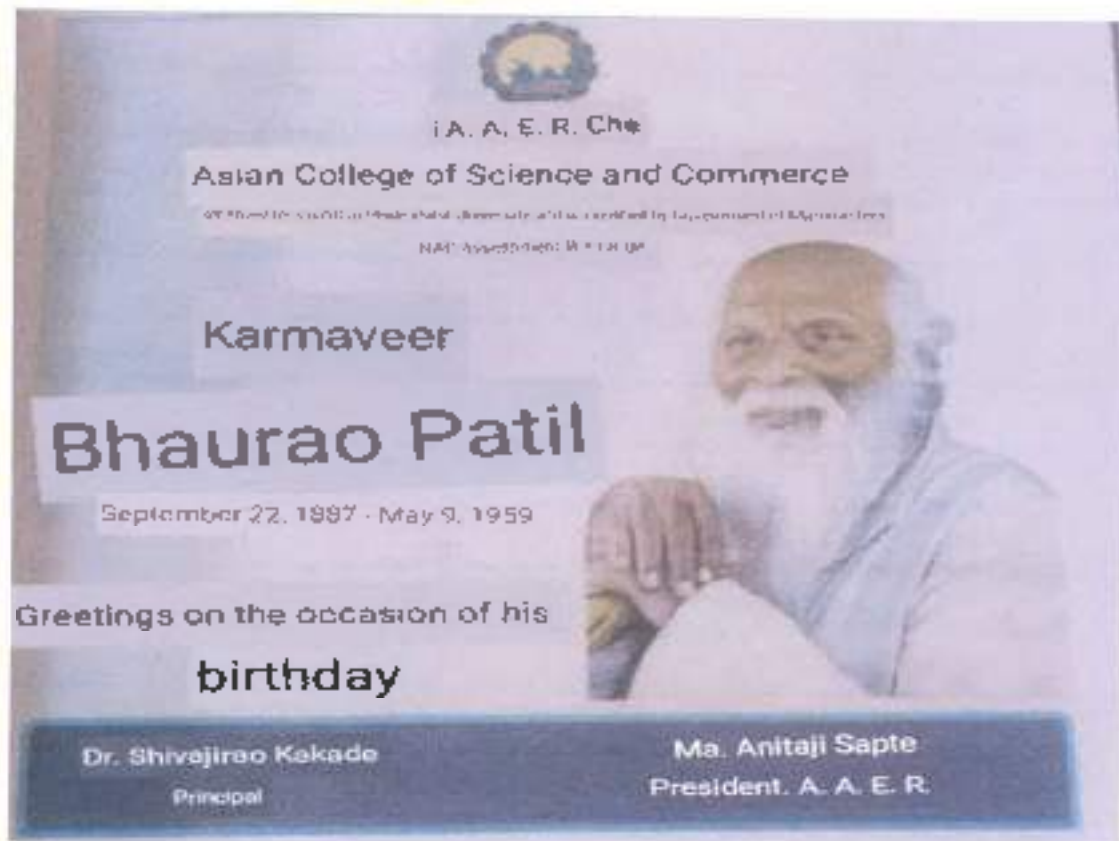 i A. A. E. R. Che
Asian College of Science and Commerce
Karmaveer
Bhaurao Patil
September 22, 1887 - May 9, 1959
Greetings on the occasion of his
birthday
Dr. Shivajirao Kakade
Principal
Ma. Anitaji Sapte
President. A. A. E. R.